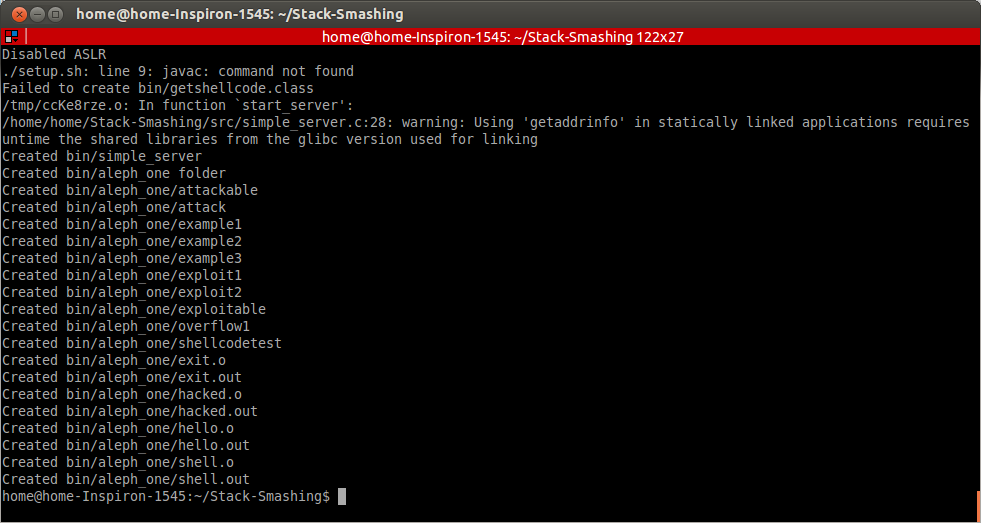 home@home-Inspiron-1545: ~/Stack-Smashing
home@home-Inspiron-1545: ~/Stack-Smashing 122x27
Disabled ASLR
./setup.sh: line 9: javac: command not found
Failed to create bin/getshellcode.class
/tmp/ccKe8rze.o: In function `start_server':
/home/home/Stack-Smashing/src/simple_server.c:28: warning: Using 'getaddrinfo' in statically linked applications requires
untime the shared libraries from the glibc version used for linking
Created bin/simple_server
Created bin/aleph_one folder
Created bin/aleph_one/attackable
Created bin/aleph_one/attack
Created bin/aleph_one/example1
Created bin/aleph_one/example2
Created bin/aleph_one/example3
Created bin/aleph_one/exploit1
Created bin/aleph_one/exploit2
Created bin/aleph_one/exploitable
Created bin/aleph_one/overflow1
Created bin/aleph_one/shellcodetest
Created bin/aleph_one/exit.o
Created bin/aleph_one/exit.out
Created bin/aleph_one/hacked.o
Created bin/aleph_one/hacked.out
Created bin/aleph_one/hello.o
Created bin/aleph_one/hello.out
Created bin/aleph_one/shell.o
Created bin/aleph_one/shell.out
home@home-Inspiron-1545:~/Stack-Smashing$